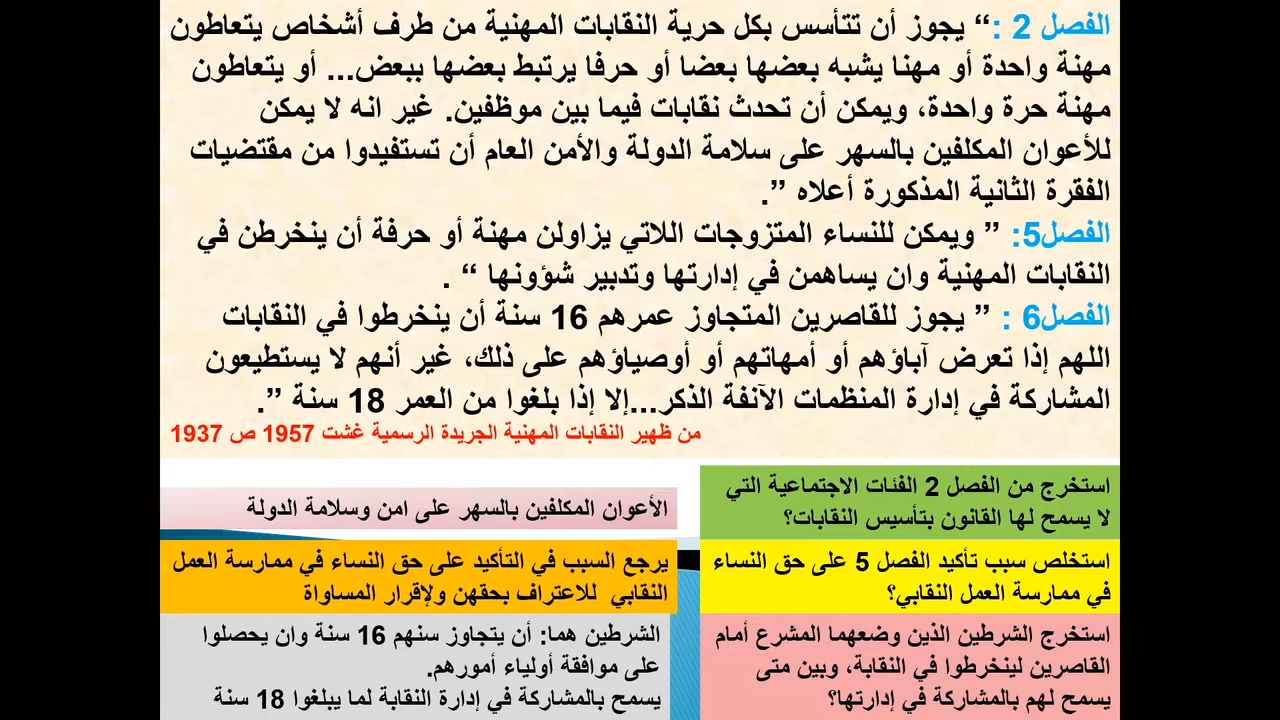 الفصل 2 :“ يجوز أن تتأسس بكل حرية النقابات المهنية من طرف أشخاص يتعاطون
مهنة واحدة أو مهنا يشبه بعضها بعضا أو حرفا يرتبط بعضها ببعض... أو يتعاطون
مهنة حرة واحدة، ويمكن أن تحدث نقابات فيما بين موظفين. غير انه لا يمكن
للأعوان المكلفين بالسهر على سلامة الدولة والأمن العام أن تستفيدوا من مقتضيات
الفقرة الثانية المذكورة أعلاه ”.
الفصل5: ” ويمكن للنساء المتزوجات اللاتي يزاولن مهنة أو حرفة أن ينخرطن في
النقابات المهنية وان يساهمن في إدارتها وتدبير شؤونها “ .
الفصل6 : ” يجوز للقاصرين المتجاوز عمرهم 16 سنة أن ينخرطوا في النقابات
اللهم إذا تعرض آباؤهم أو أمهاتهم أو أوصياؤهم على ذلك، غير أنهم لا يستطيعون
المشاركة في إدارة المنظمات الآنفة الذكر...إلا إذا بلغوا من العمر 18 سنة ”.
من ظهير النقابات المهنية الجريدة الرسمية غشت 1957 ص 1937
استخرج من الفصل 2 الفئات الاجتماعية التي
لا يسمح لها القانون بتأسيس النقابات؟
الأعوان المكلفين بالسهر على امن وسلامة الدولة
استخلص سبب تأكيد الفصل 5 على حق النساء
في ممارسة العمل النقابي؟
يرجع السبب في التأكيد على حق النساء في ممارسة العمل
النقابي للاعتراف بحقهن ولإقرار المساواة
استخرج الشرطين الذين وضعهما المشرع أمام
القاصرين لينخرطوا في النقابة، وبين متى
يسمح لهم بالمشاركة في إدارتها؟
الشرطين هما: أن يتجاوز سنهم 16 سنة وان يحصلوا
على موافقة أولياء أمورهم.
يسمح بالمشاركة في إدارة النقابة لما يبلغوا 18 سنة